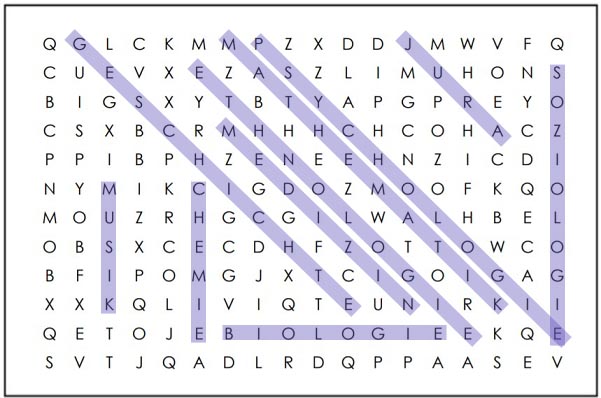 Q G L C K M M P Z X D D J M W V F Q
C U E V X E Z A S Z L I M U H O N S
B I G S X Y T B T Y A P G P R E Y O
C S X B C R M H H H C H C O H A C Z
P P I B P H Z E N E E H N Z I C D I
N Y M I K C I G D O Z M O O F K Q O
M O U Z R H G C G I L W A L H B E L
O B S X C E C D H F Z O T T O W C O
B F I P O M G J X T C I G O I G A G
X X K Q L I V I Q T E U N I R K I I
Q E T O J E B I O L O G I E E K Q E
S V T J Q A D L R D Q P P A A S E V